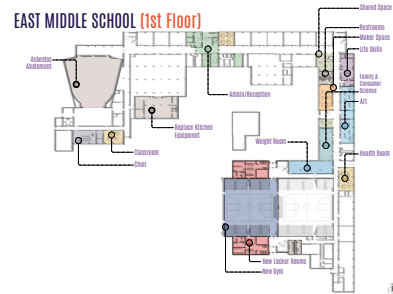 EAST MIDDLE SCHOOL (1st Floor)
Shared Space
Restrooms
Maker Space
Life Skills
Asbestos
Abatement
Family &
Consumer
Science
Art
Admin/Reception
Replace Kitchen
Equipment
Weight Room
Classroom
Health Room
Choir
New Locker Rooms
New Gym